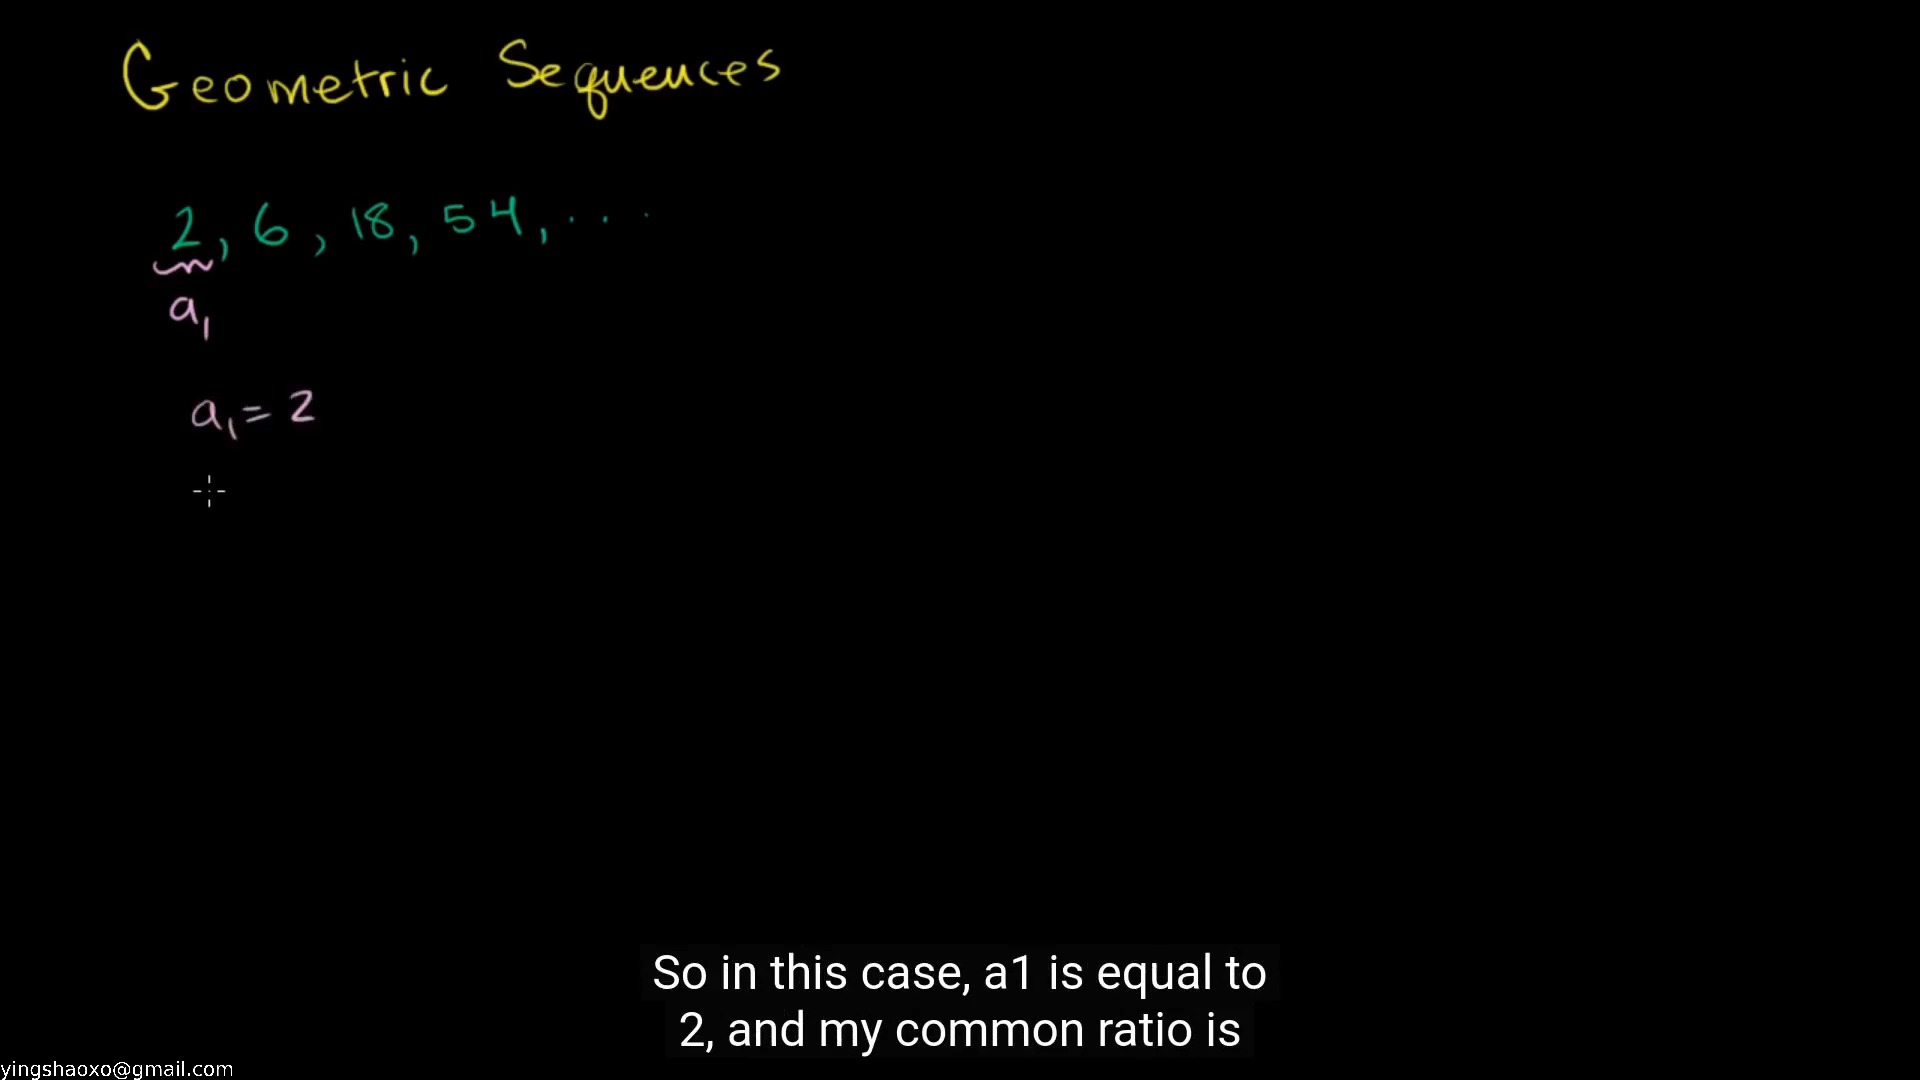 Geometric Sequences
2, 6, 18, 54, ...
a₁
a₁ = 2
So in this case, a1 is equal to
2, and my common ratio is
yingshaoxo@gmail.com